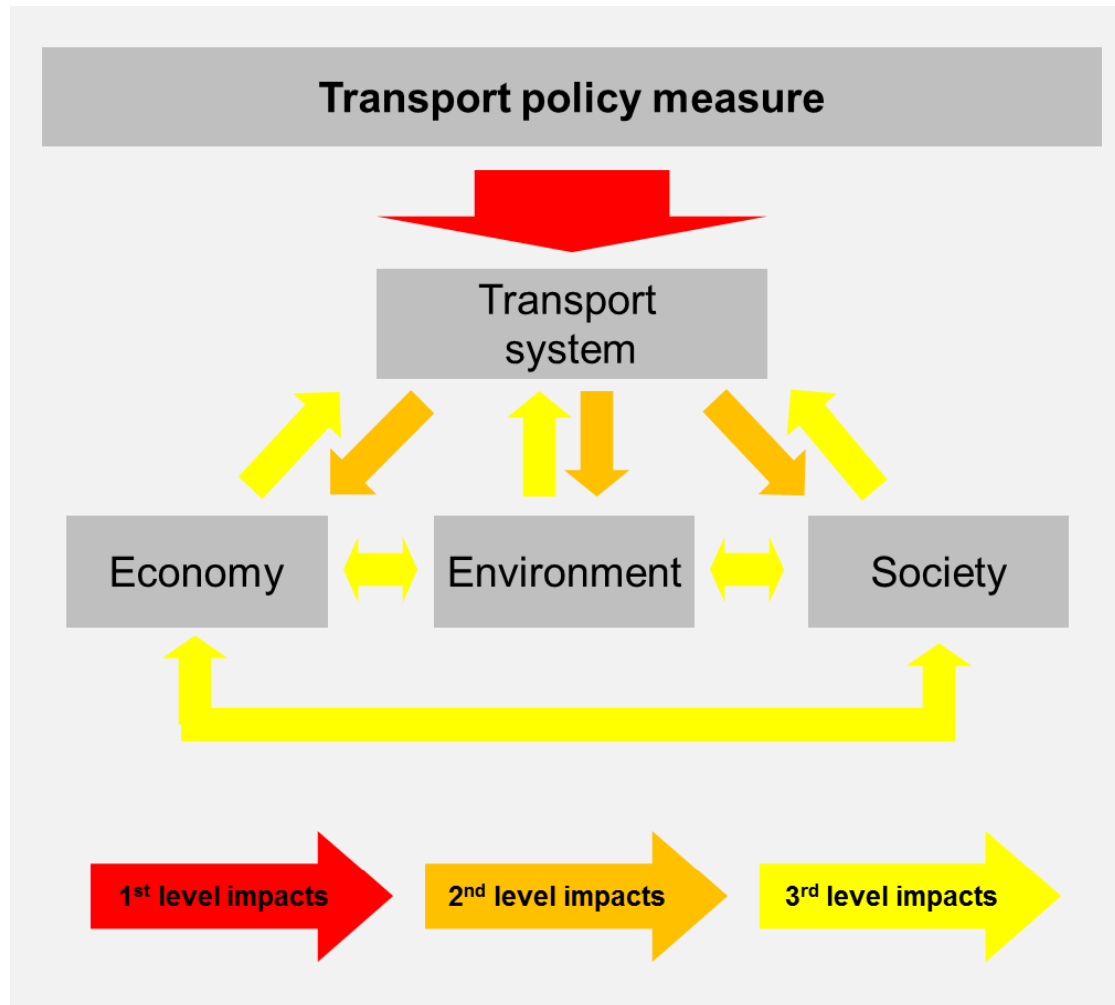 Transport policy measure
Transport
system
Economy
Environment
Society
1st level impacts
2nd level impacts
3rd level impacts